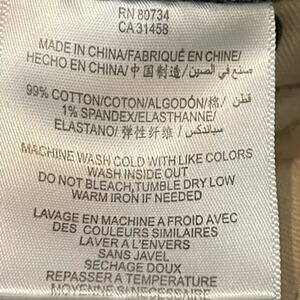 RN 80734
CA 31458
MADE IN CHINA/FABRIQUÉ EN CHINE/
HECHO EN CHINA/中国制造/صنع في الصين
99% COTTON/COTON/ALGODÓN/棉/قطن
1% SPANDEX/ELASTHANNE/
ELASTANO/弹性纤维/سباندكس
MACHINE WASH COLD WITH LIKE COLORS
WASH INSIDE OUT
DO NOT BLEACH,TUMBLE DRY LOW
WARM IRON IF NEEDED
LAVAGE EN MACHINE A FROID AVEC
DES COULEURS SIMILAIRES
LAVER A L'ENVERS
SANS JAVEL
SECHAGE DOUX
REPASSER A TEMPERATURE
MOYENNE SI NECESSAIRE